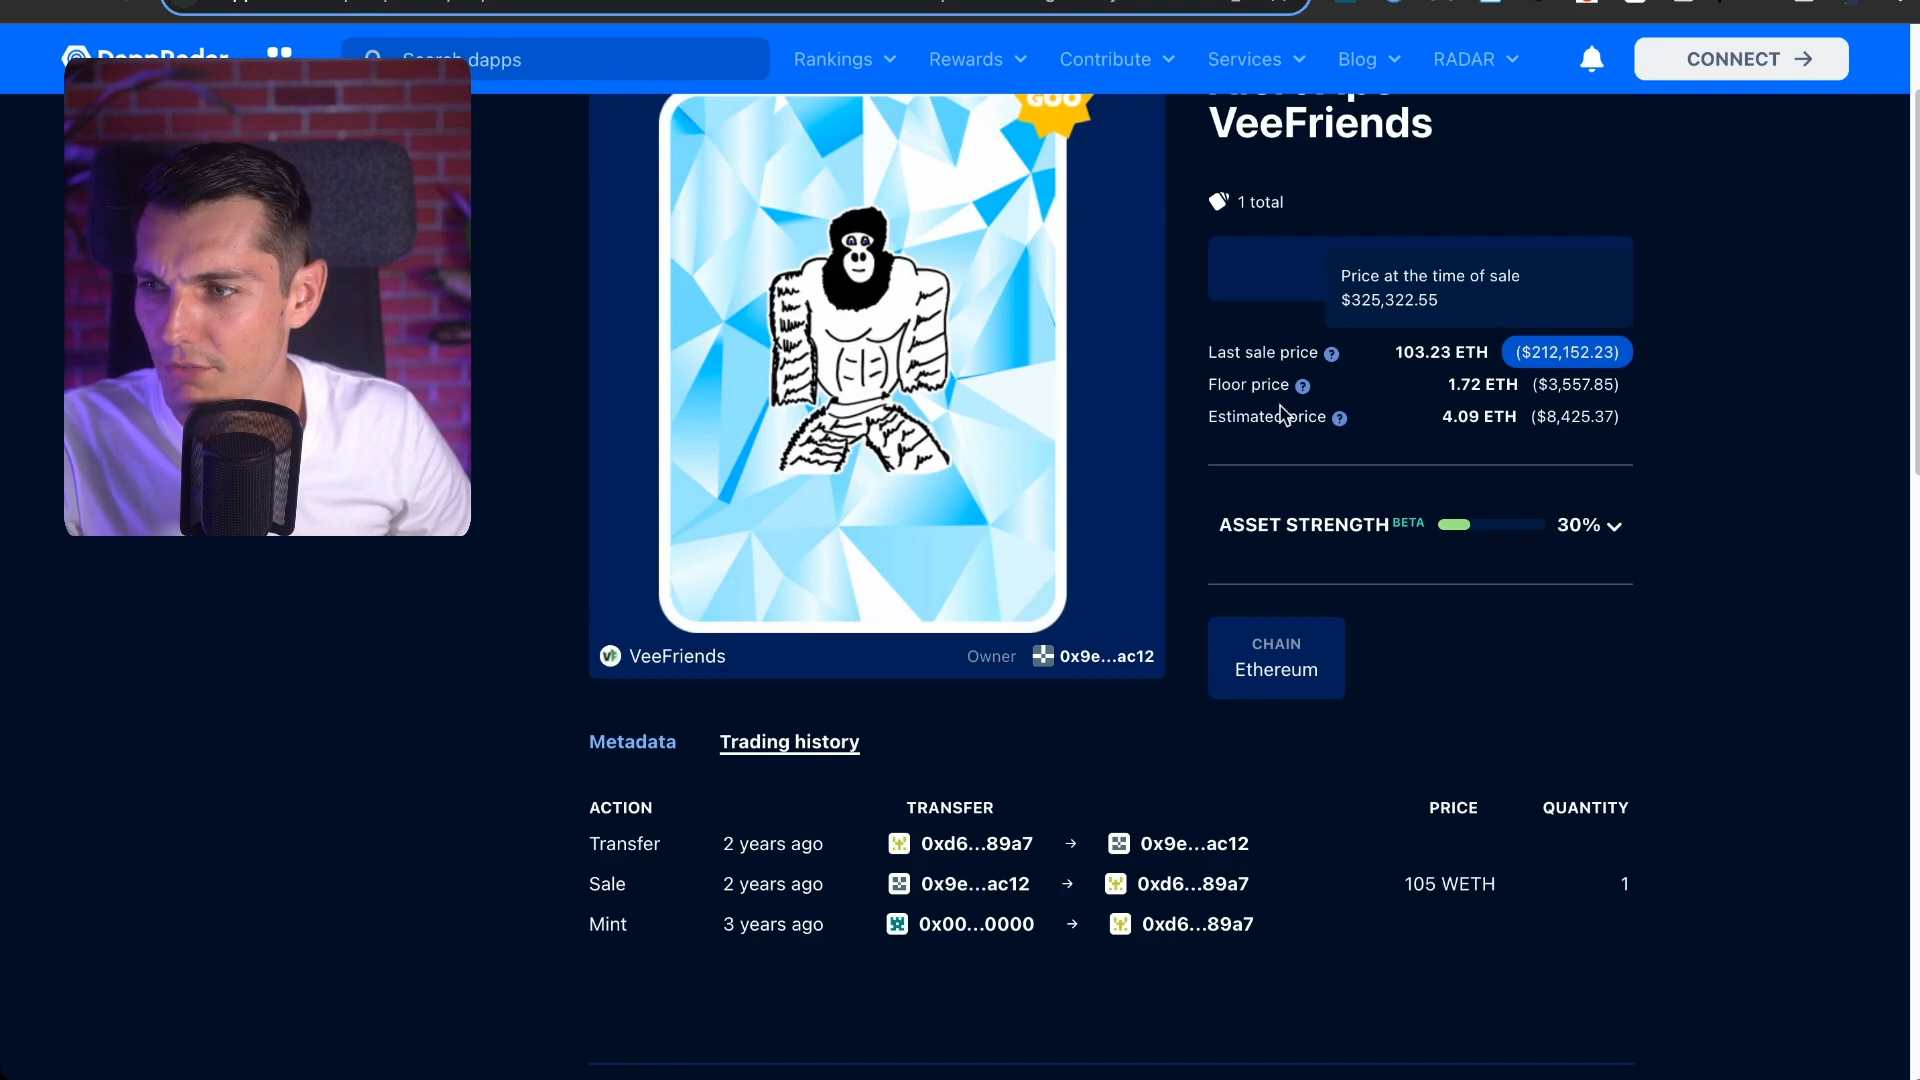 DappRadar
Search dapps
Rankings
Rewards
Contribute
Services
Blog
RADAR
CONNECT
GOO
VeeFriends
1 total
Price at the time of sale
$325,322.55
Last sale price ? 103.23 ETH ($212,152.23)
Floor price ? 1.72 ETH ($3,557.85)
Estimated price ? 4.09 ETH ($8,425.37)
ASSET STRENGTH BETA 30%
CHAIN
Ethereum
VeeFriends
Owner 0x9e...ac12
Metadata Trading history
ACTION TRANSFER PRICE QUANTITY
Transfer 2 years ago 0xd6...89a7 → 0x9e...ac12
Sale 2 years ago 0x9e...ac12 → 0xd6...89a7 105 WETH 1
Mint 3 years ago 0x00...0000 → 0xd6...89a7